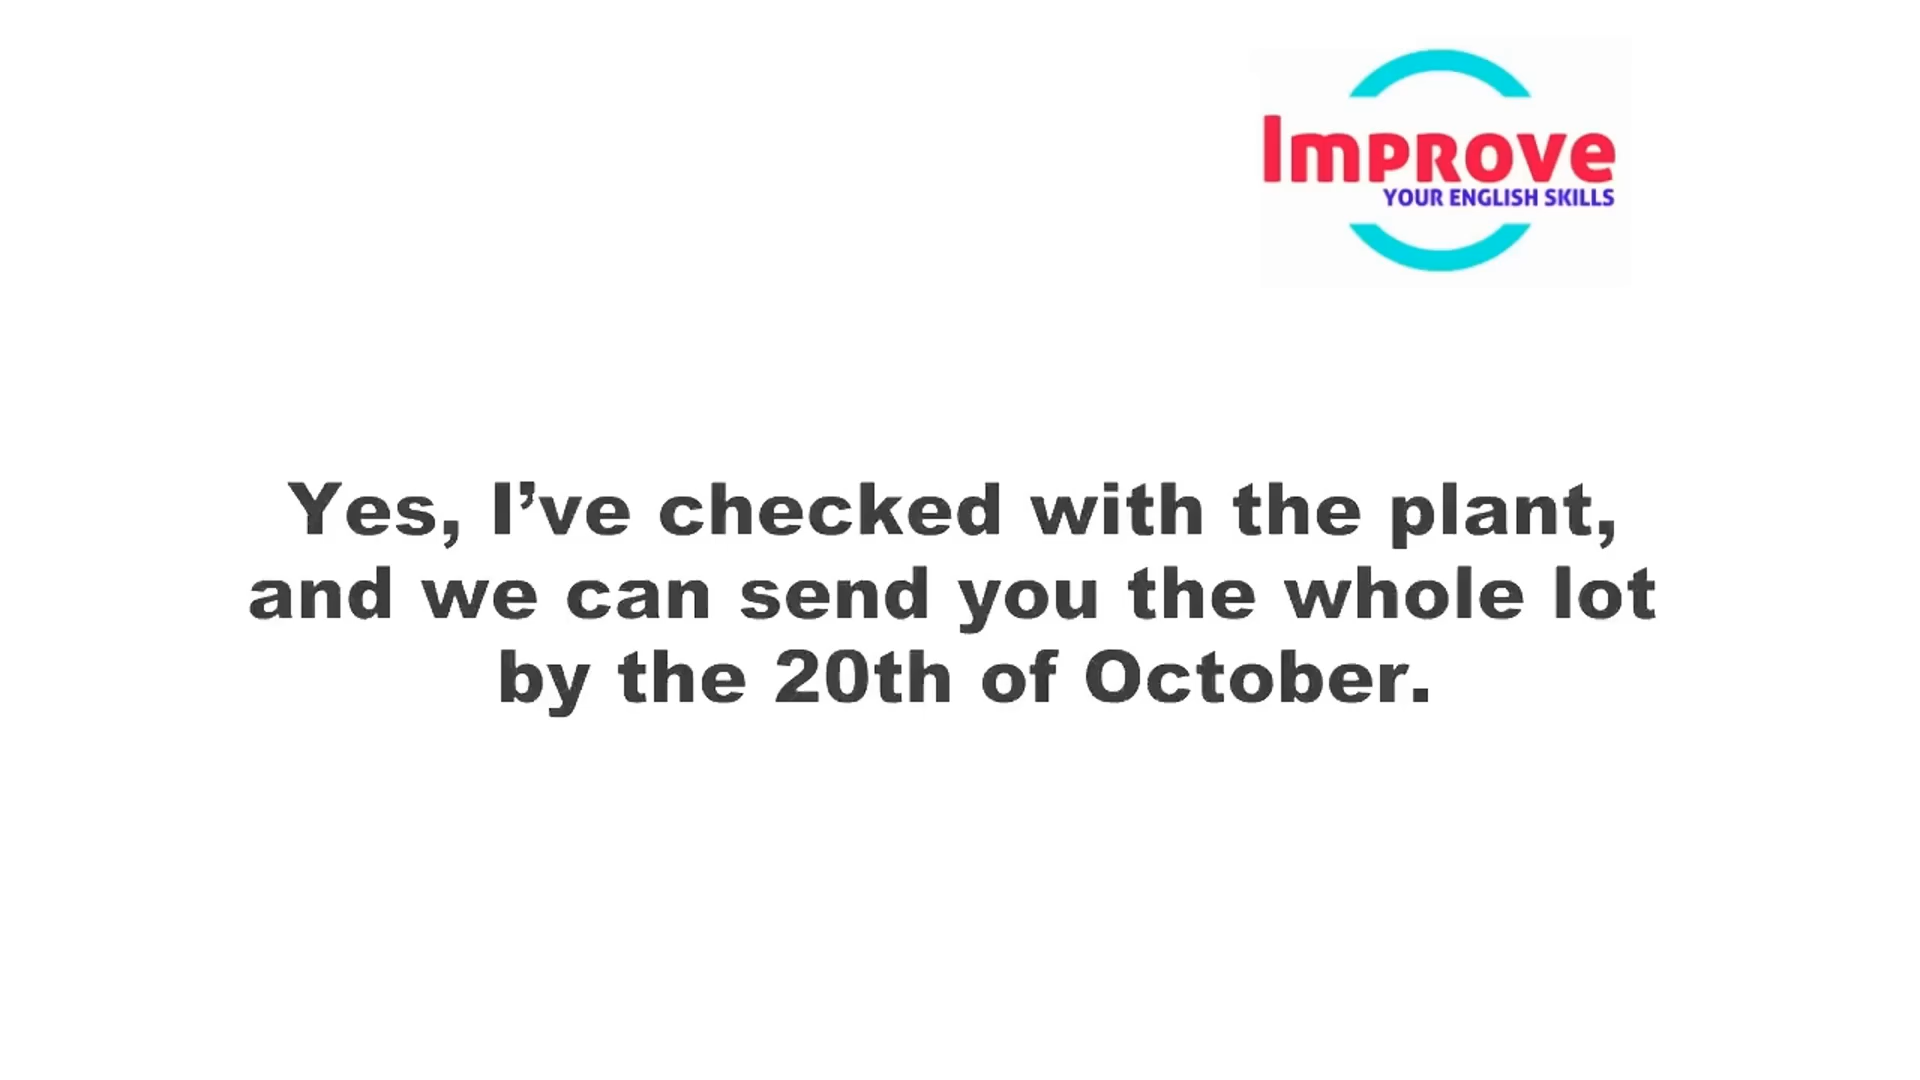 Improve
YOUR ENGLISH SKILLS
Yes, I’ve checked with the plant,
and we can send you the whole lot
by the 20th of October.